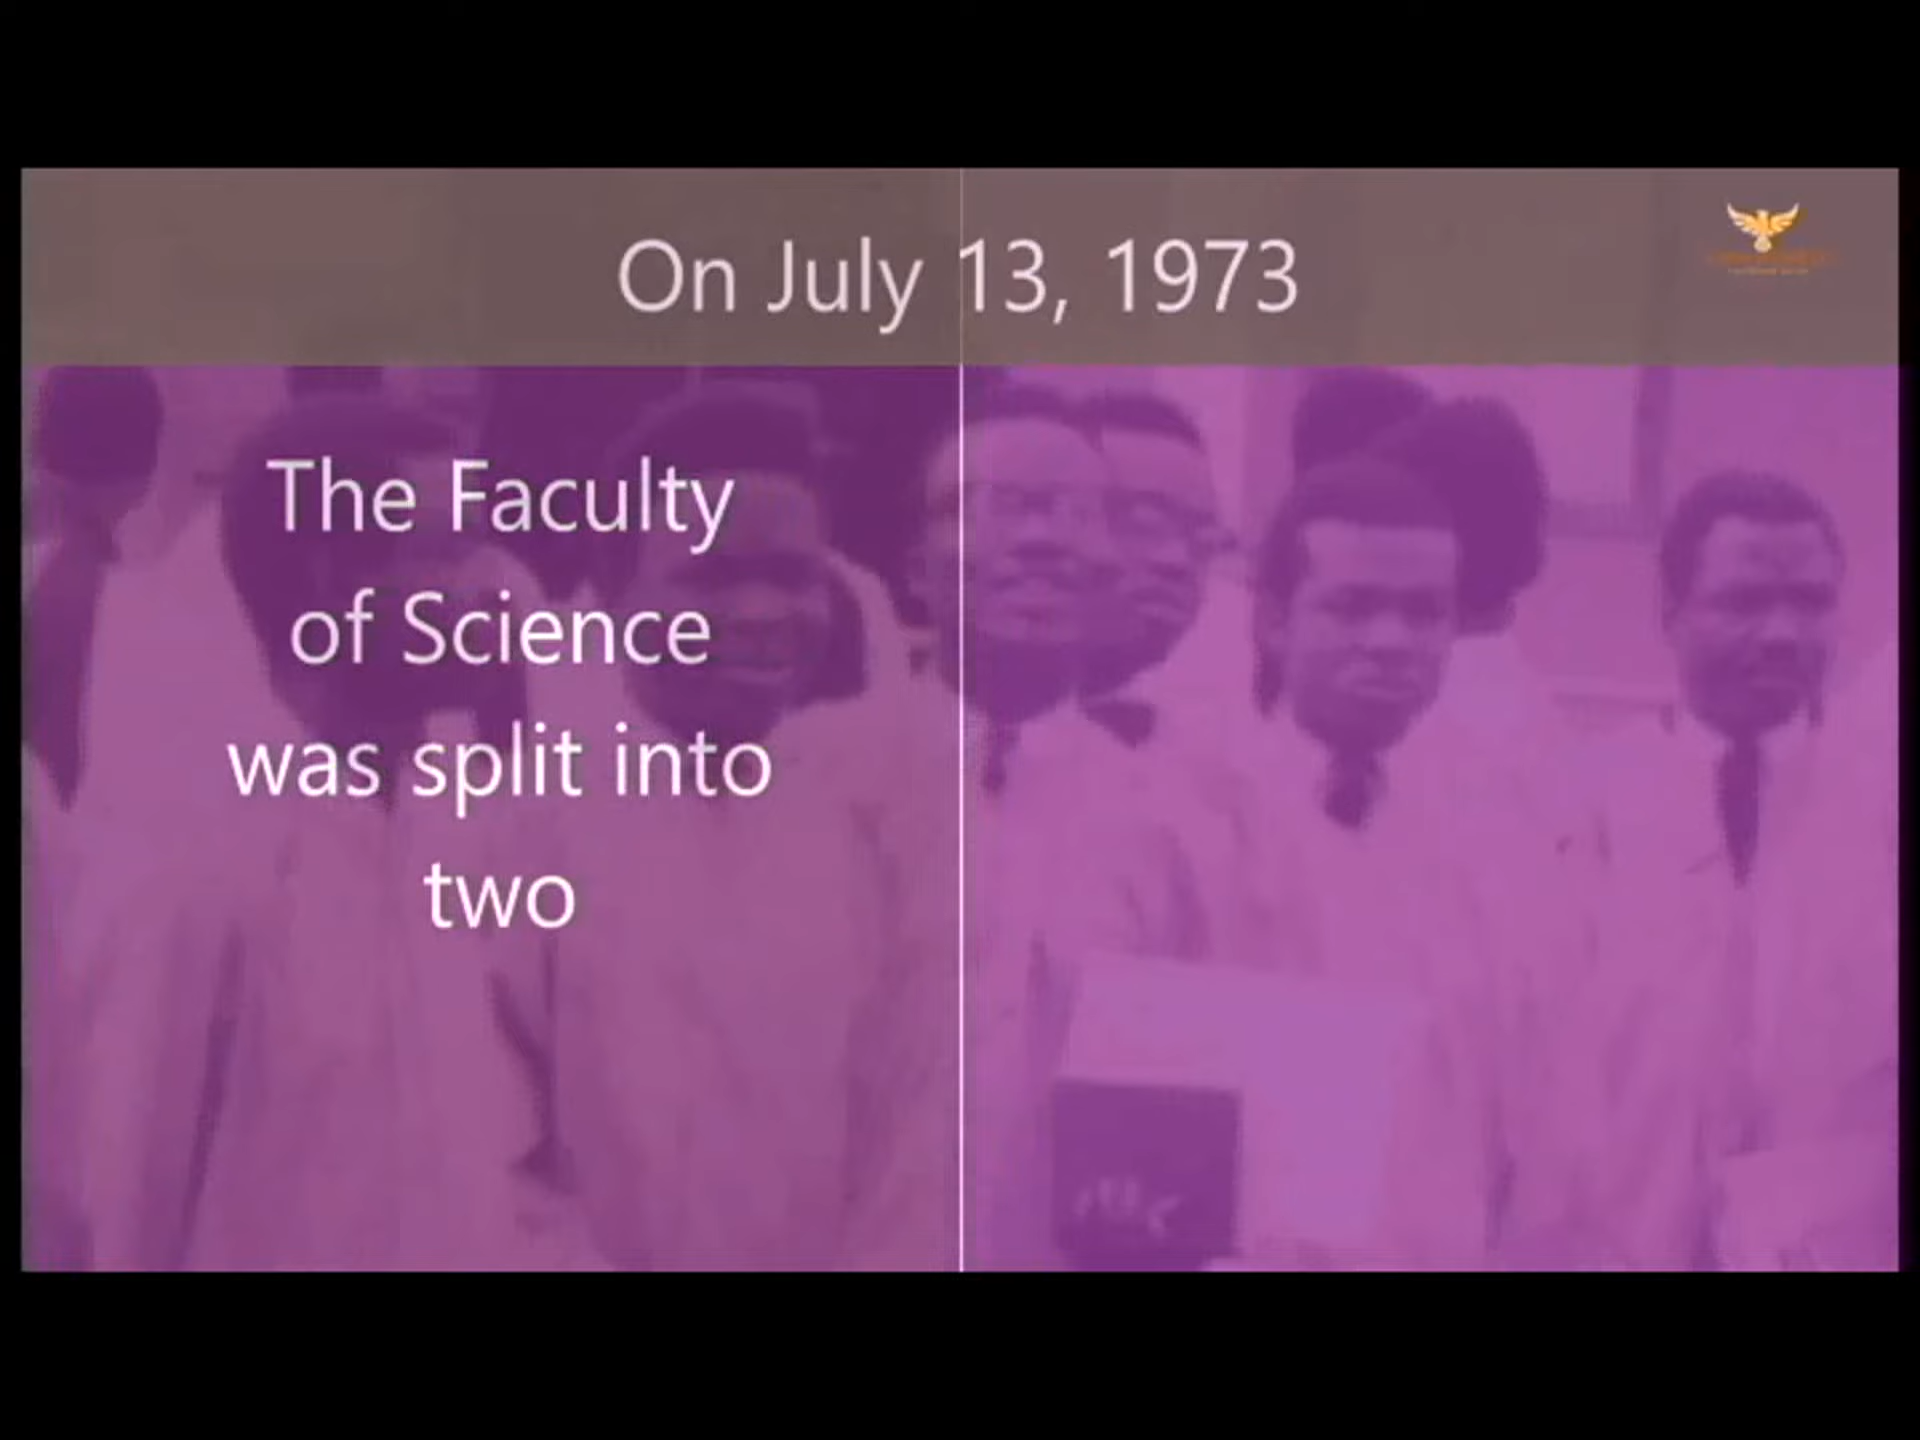 On July 13, 1973
The Faculty
of Science
was split into
two